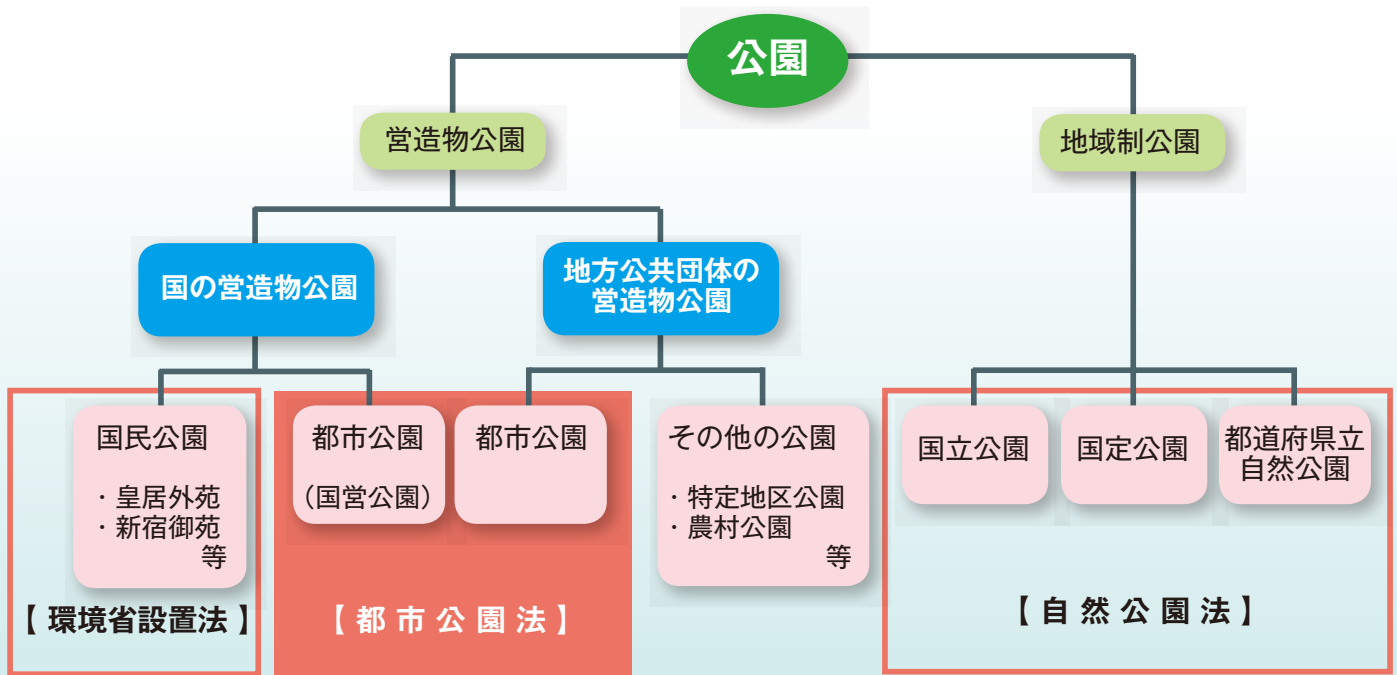 公園
営造物公園
地域制公園
国の営造物公園
地方公共団体の
営造物公園
国民公園
・皇居外苑
・新宿御苑
等
都市公園
（国営公園）
都市公園
その他の公園
・特定地区公園
・農村公園
等
国立公園
国定公園
都道府県立
自然公園
【環境省設置法】
【都市公園法】
【自然公園法】